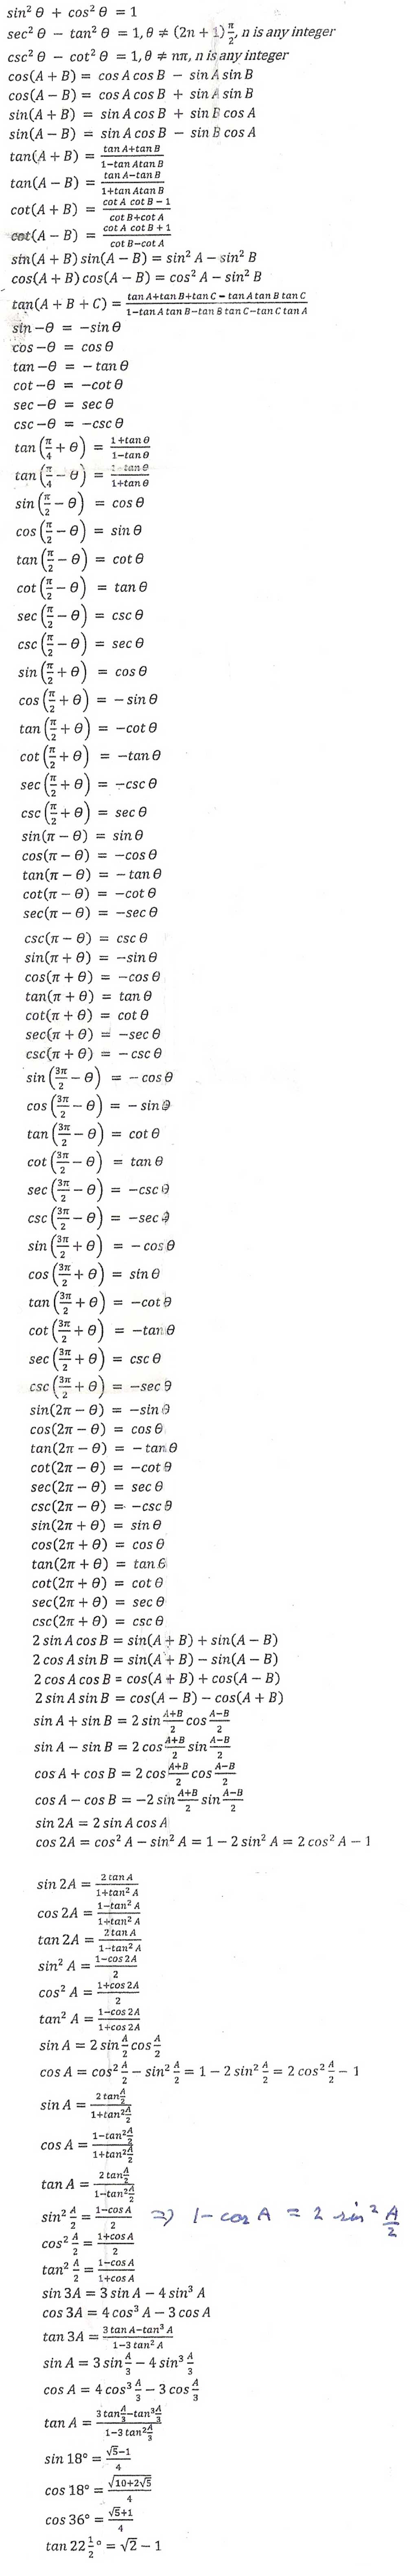 sin² θ + cos² θ = 1
sec² θ − tan² θ = 1, θ ≠ (2n + 1) π/2, n is any integer
csc² θ − cot² θ = 1, θ ≠ nπ, n is any integer
cos(A + B) = cos A cos B − sin A sin B
cos(A − B) = cos A cos B + sin A sin B
sin(A + B) = sin A cos B + sin B cos A
sin(A − B) = sin A cos B − sin B cos A
tan(A + B) = (tan A+tan B)/(1−tan Atan B)
tan(A − B) = (tan A−tan B)/(1+tan Atan B)
cot(A + B) = (cot A cot B − 1)/(cot B+cot A)
cot(A − B) = (cot A cot B + 1)/(cot B−cot A)
sin(A + B) sin(A − B) = sin² A − sin² B
cos(A + B) cos(A − B) = cos² A − sin² B
tan(A + B + C) = (tan A+tan B+tan C − tan A tan B tan C)/(1−tan A tan B−tan B tan C−tan C tan A)
sin −θ = −sin θ
cos −θ = cos θ
tan −θ = − tan θ
cot −θ = −cot θ
sec −θ = sec θ
csc −θ = −csc θ
tan (π/4 + θ) = (1+tan θ)/(1−tan θ)
tan (π/4 − θ) = (1−tan θ)/(1+tan θ)
sin (π/2 − θ) = cos θ
cos (π/2 − θ) = sin θ
tan (π/2 − θ) = cot θ
cot (π/2 − θ) = tan θ
sec (π/2 − θ) = csc θ
csc (π/2 − θ) = sec θ
sin (π/2 + θ) = cos θ
cos (π/2 + θ) = − sin θ
tan (π/2 + θ) = −cot θ
cot (π/2 + θ) = −tan θ
sec (π/2 + θ) = −csc θ
csc (π/2 + θ) = sec θ
sin(π − θ) = sin θ
cos(π − θ) = −cos θ
tan(π − θ) = − tan θ
cot(π − θ) = −cot θ
sec(π − θ) = −sec θ
csc(π − θ) = csc θ
sin(π + θ) = −sin θ
cos(π + θ) = −cos θ
tan(π + θ) = tan θ
cot(π + θ) = cot θ
sec(π + θ) = −sec θ
csc(π + θ) = − csc θ
sin (3π/2 − θ) = − cos θ
cos (3π/2 − θ) = − sin θ
tan (3π/2 − θ) = cot θ
cot (3π/2 − θ) = tan θ
sec (3π/2 − θ) = −csc θ
csc (3π/2 − θ) = −sec θ
sin (3π/2 + θ) = − cos θ
cos (3π/2 + θ) = sin θ
tan (3π/2 + θ) = −cot θ
cot (3π/2 + θ) = −tan θ
sec (3π/2 + θ) = csc θ
csc (3π/2 + θ) = −sec θ
sin(2π − θ) = −sin θ
cos(2π − θ) = cos θ
tan(2π − θ) = − tan θ
cot(2π − θ) = −cot θ
sec(2π − θ) = sec θ
csc(2π − θ) = −csc θ
sin(2π + θ) = sin θ
cos(2π + θ) = cos θ
tan(2π + θ) = tan θ
cot(2π + θ) = cot θ
sec(2π + θ) = sec θ
csc(2π + θ) = csc θ
2 sin A cos B = sin(A + B) + sin(A − B)
2 cos A sin B = sin(A + B) − sin(A − B)
2 cos A cos B = cos(A + B) + cos(A − B)
2 sin A sin B = cos(A − B) − cos(A + B)
sin A + sin B = 2 sin (A+B)/2 cos (A−B)/2
sin A − sin B = 2 cos (A+B)/2 sin (A−B)/2
cos A + cos B = 2 cos (A+B)/2 cos (A−B)/2
cos A − cos B = −2 sin (A+B)/2 sin (A−B)/2
sin 2A = 2 sin A cos A
cos 2A = cos² A − sin² A = 1 − 2 sin² A = 2 cos² A − 1
sin 2A = (2 tan A)/(1+tan² A)
cos 2A = (1−tan² A)/(1+tan² A)
tan 2A = (2 tan A)/(1−tan² A)
sin² A = (1−cos 2A)/2
cos² A = (1+cos 2A)/2
tan² A = (1−cos 2A)/(1+cos 2A)
sin A = 2 sin A/2 cos A/2
cos A = cos² A/2 − sin² A/2 = 1 − 2 sin² A/2 = 2 cos² A/2 − 1
sin A = (2 tan A/2)/(1+tan² A/2)
cos A = (1−tan² A/2)/(1+tan² A/2)
tan A = (2 tan A/2)/(1−tan² A/2)
sin² A/2 = (1−cos A)/2 ⇒ 1 − cos A = 2 sin² A/2
cos² A/2 = (1+cos A)/2
tan² A/2 = (1−cos A)/(1+cos A)
sin 3A = 3 sin A − 4 sin³ A
cos 3A = 4 cos³ A − 3 cos A
tan 3A = (3 tan A−tan³ A)/(1−3 tan² A)
sin A = 3 sin A/3 − 4 sin³ A/3
cos A = 4 cos³ A/3 − 3 cos A/3
tan A = (3 tan A/3 −tan³ A/3)/(1−3 tan² A/3)
sin 18° = (√5−1)/4
cos 18° = √(10+2√5)/4
cos 36° = (√5+1)/4
tan 22 1/2° = √2 − 1